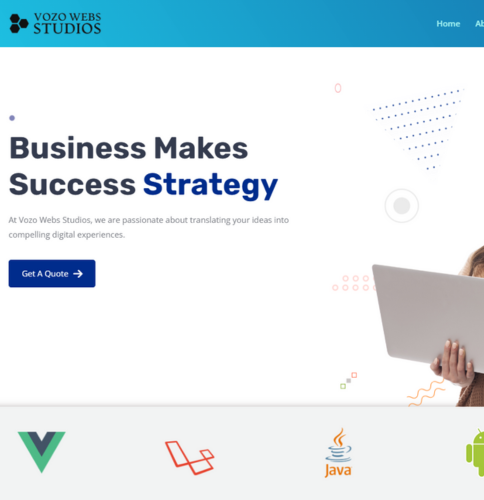 VOZO WEBS
STUDIOS
Home
Ab
Business Makes
Success Strategy
At Vozo Webs Studios, we are passionate about translating your ideas into
compelling digital experiences.
Get A Quote
Java